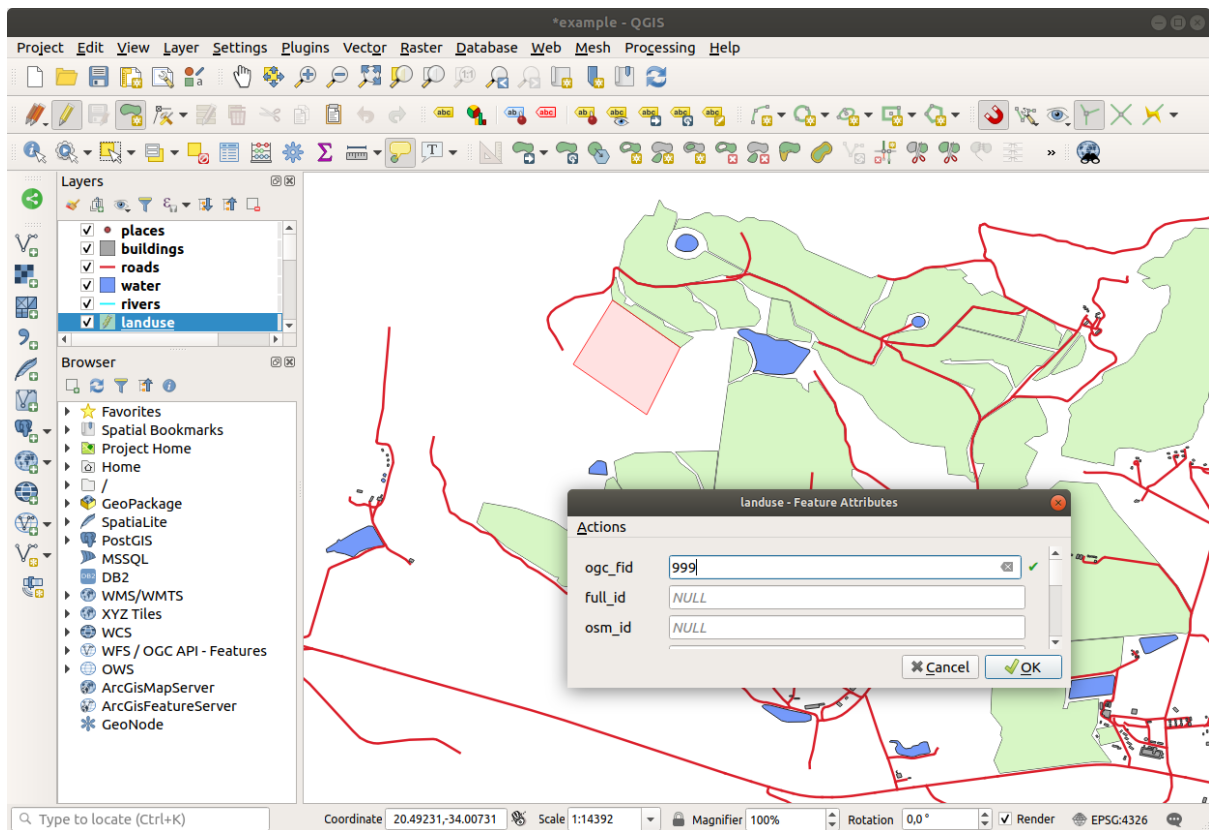 *example - QGIS
Project Edit View Layer Settings Plugins Vector Raster Database Web Mesh Processing Help
Layers
places
buildings
roads
water
rivers
landuse
Browser
Favorites
Spatial Bookmarks
Project Home
Home
/
GeoPackage
SpatiaLite
PostGIS
MSSQL
DB2
WMS/WMTS
XYZ Tiles
WCS
WFS / OGC API - Features
OWS
ArcGisMapServer
ArcGisFeatureServer
GeoNode
landuse - Feature Attributes
Actions
ogc_fid 999
full_id NULL
osm_id NULL
Cancel OK
Type to locate (Ctrl+K) Coordinate 20.49231,-34.00731 Scale 1:14392 Magnifier 100% Rotation 0,0 ° Render EPSG:4326